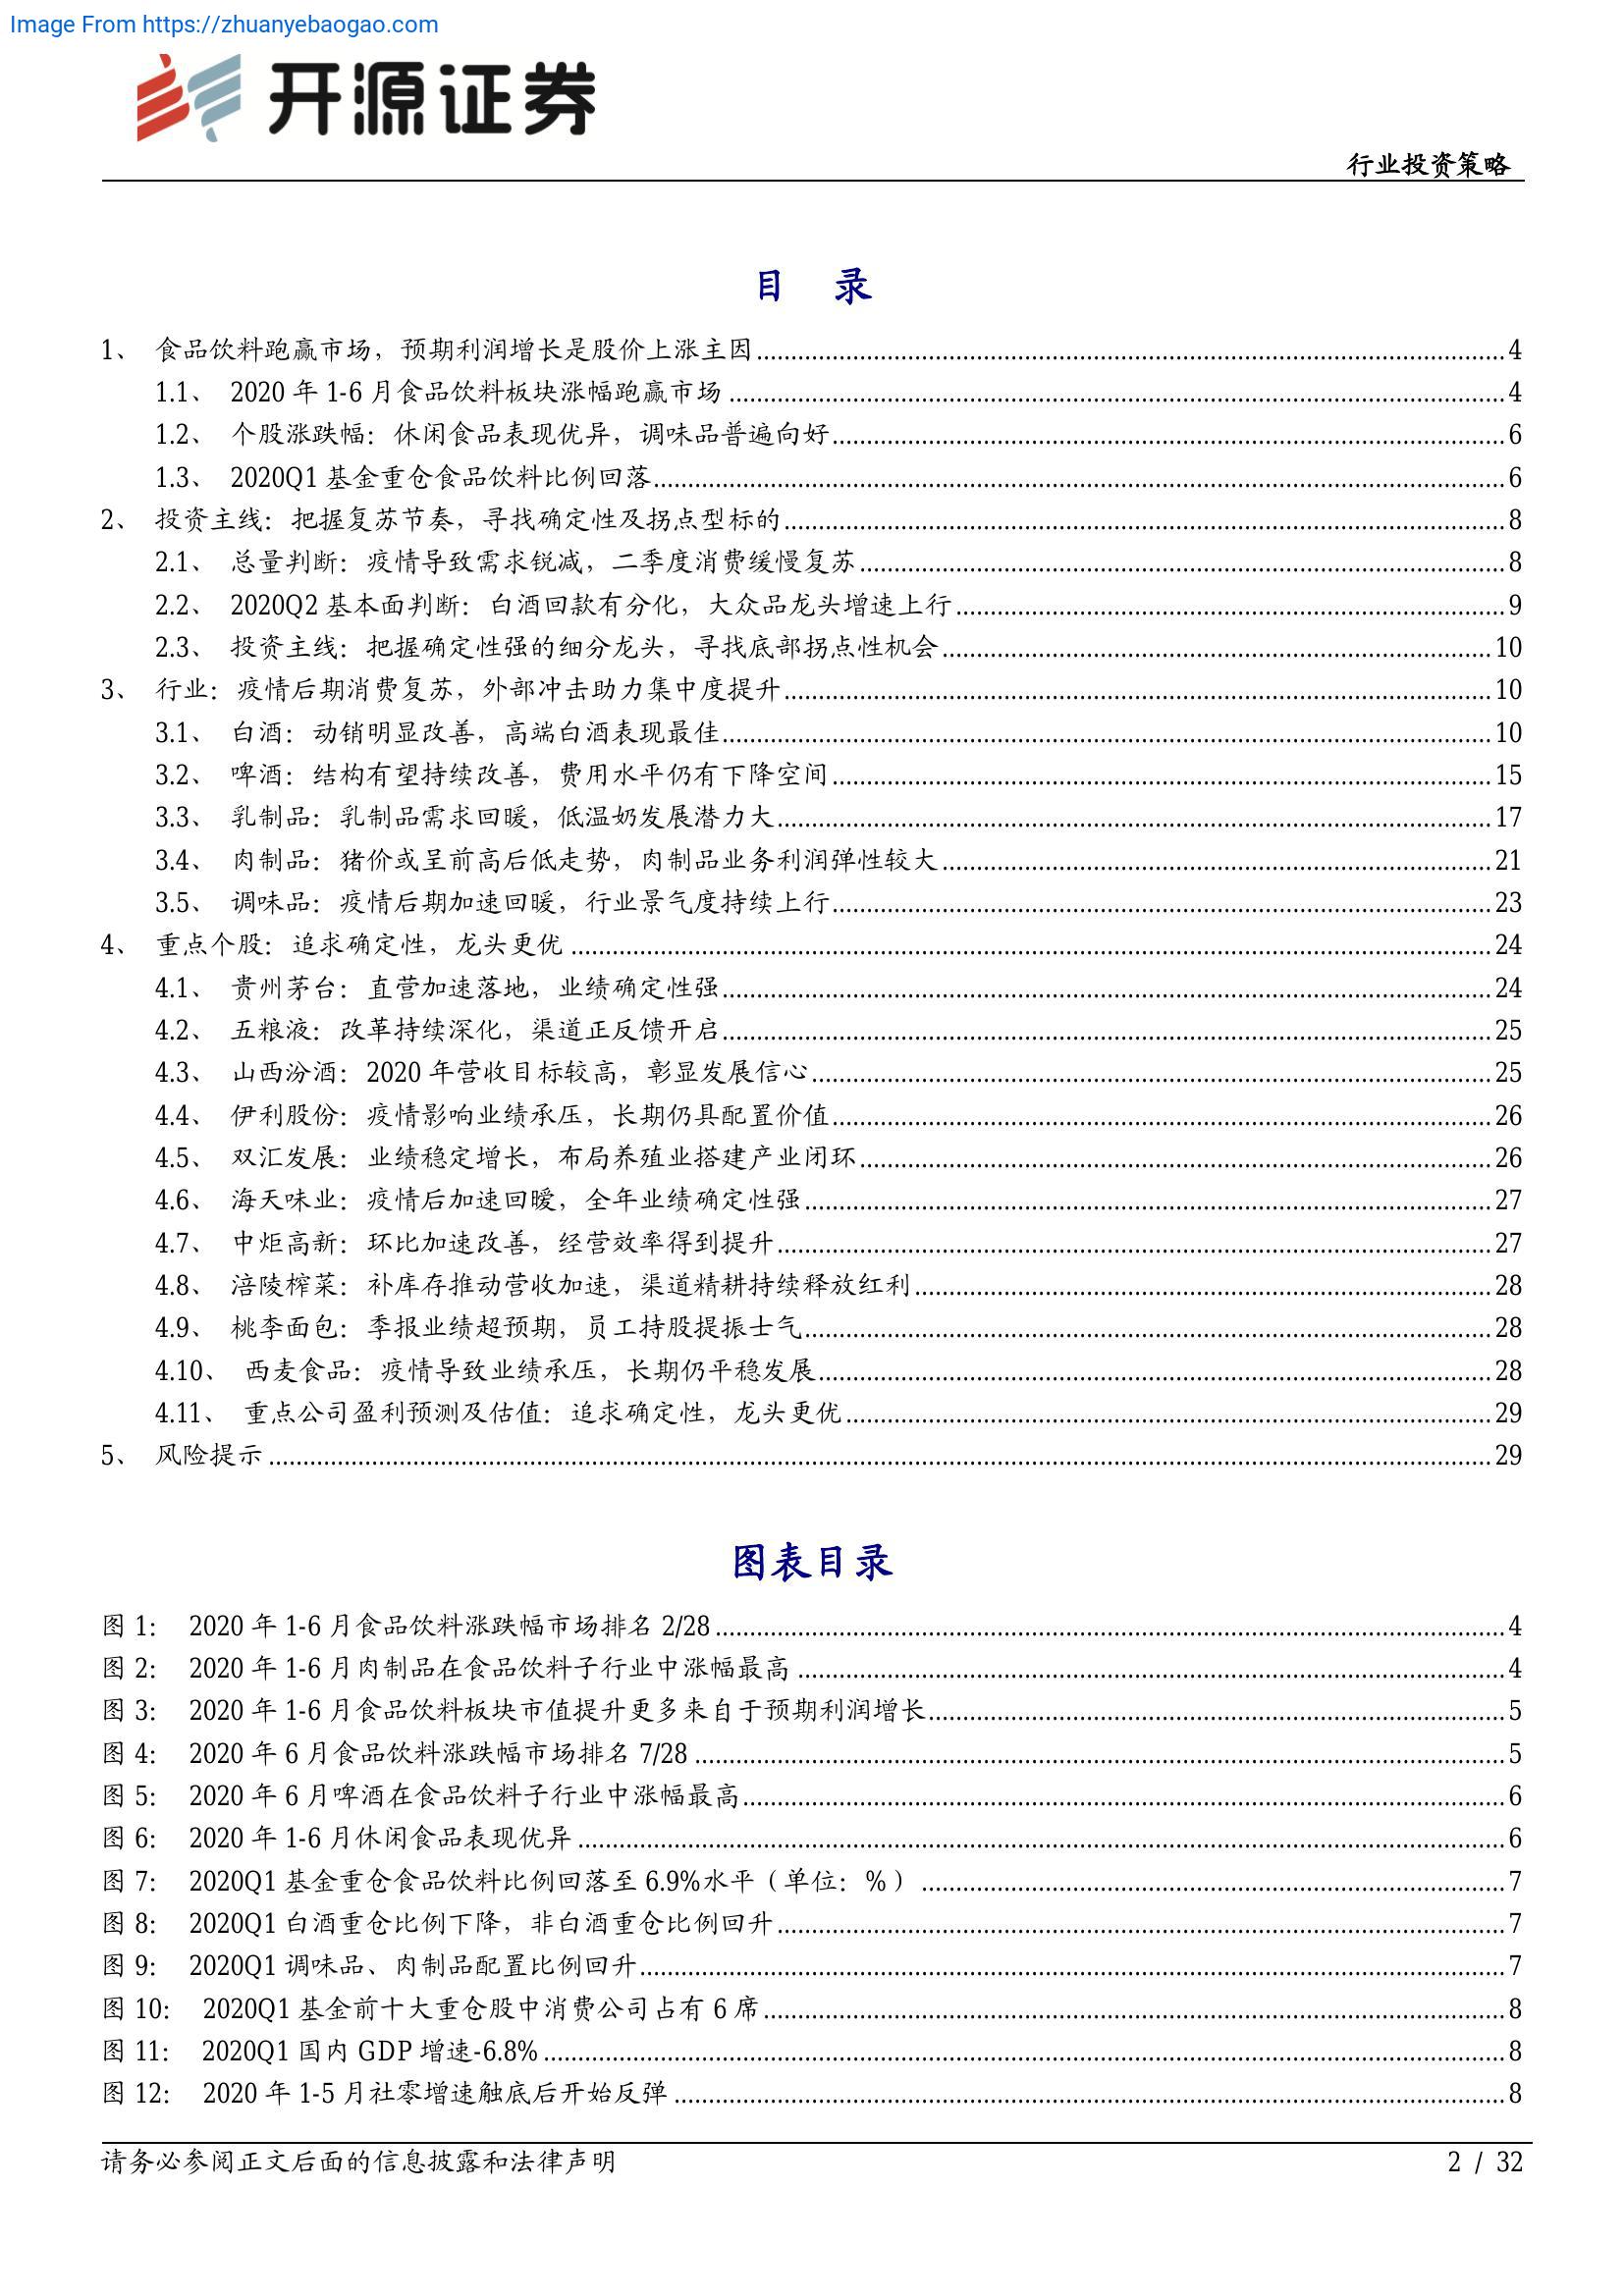 Image From https://zhuanyebaogao.com
开源证券
行业投资策略
目 录
1、 食品饮料跑赢市场，预期利润增长是股价上涨主因 4
1.1、 2020 年 1-6 月食品饮料板块涨幅跑赢市场 4
1.2、 个股涨跌幅：休闲食品表现优异，调味品普遍向好 6
1.3、 2020Q1 基金重仓食品饮料比例回落 6
2、 投资主线：把握复苏节奏，寻找确定性及拐点型标的 8
2.1、 总量判断：疫情导致需求锐减，二季度消费缓慢复苏 8
2.2、 2020Q2 基本面判断：白酒回款有分化，大众品龙头增速上行 9
2.3、 投资主线：把握确定性强的细分龙头，寻找底部拐点性机会 10
3、 行业：疫情后期消费复苏，外部冲击助力集中度提升 10
3.1、 白酒：动销明显改善，高端白酒表现最佳 10
3.2、 啤酒：结构有望持续改善，费用水平仍有下降空间 15
3.3、 乳制品：乳制品需求回暖，低温奶发展潜力大 17
3.4、 肉制品：猪价或呈前高后低走势，肉制品业务利润弹性较大 21
3.5、 调味品：疫情后期加速回暖，行业景气度持续上行 23
4、 重点个股：追求确定性，龙头更优 24
4.1、 贵州茅台：直营加速落地，业绩确定性强 24
4.2、 五粮液：改革持续深化，渠道正反馈开启 25
4.3、 山西汾酒：2020 年营收目标较高，彰显发展信心 25
4.4、 伊利股份：疫情影响业绩承压，长期仍具配置价值 26
4.5、 双汇发展：业绩稳定增长，布局养殖业搭建产业闭环 26
4.6、 海天味业：疫情后加速回暖，全年业绩确定性强 27
4.7、 中炬高新：环比加速改善，经营效率得到提升 27
4.8、 涪陵榨菜：补库存推动营收加速，渠道精耕持续释放红利 28
4.9、 桃李面包：季报业绩超预期，员工持股提振士气 28
4.10、 西麦食品：疫情导致业绩承压，长期仍平稳发展 28
4.11、 重点公司盈利预测及估值：追求确定性，龙头更优 29
5、 风险提示 29
图表目录
图 1： 2020 年 1-6 月食品饮料涨跌幅市场排名 2/28 4
图 2： 2020 年 1-6 月肉制品在食品饮料子行业中涨幅最高 4
图 3： 2020 年 1-6 月食品饮料板块市值提升更多来自于预期利润增长 5
图 4： 2020 年 6 月食品饮料涨跌幅市场排名 7/28 5
图 5： 2020 年 6 月啤酒在食品饮料子行业中涨幅最高 6
图 6： 2020 年 1-6 月休闲食品表现优异 6
图 7： 2020Q1 基金重仓食品饮料比例回落至 6.9%水平（单位：%） 7
图 8： 2020Q1 白酒重仓比例下降，非白酒重仓比例回升 7
图 9： 2020Q1 调味品、肉制品配置比例回升 7
图 10： 2020Q1 基金前十大重仓股中消费公司占有 6 席 8
图 11： 2020Q1 国内 GDP 增速-6.8% 8
图 12： 2020 年 1-5 月社零增速触底后开始反弹 8
请务必参阅正文后面的信息披露和法律声明 2 / 32